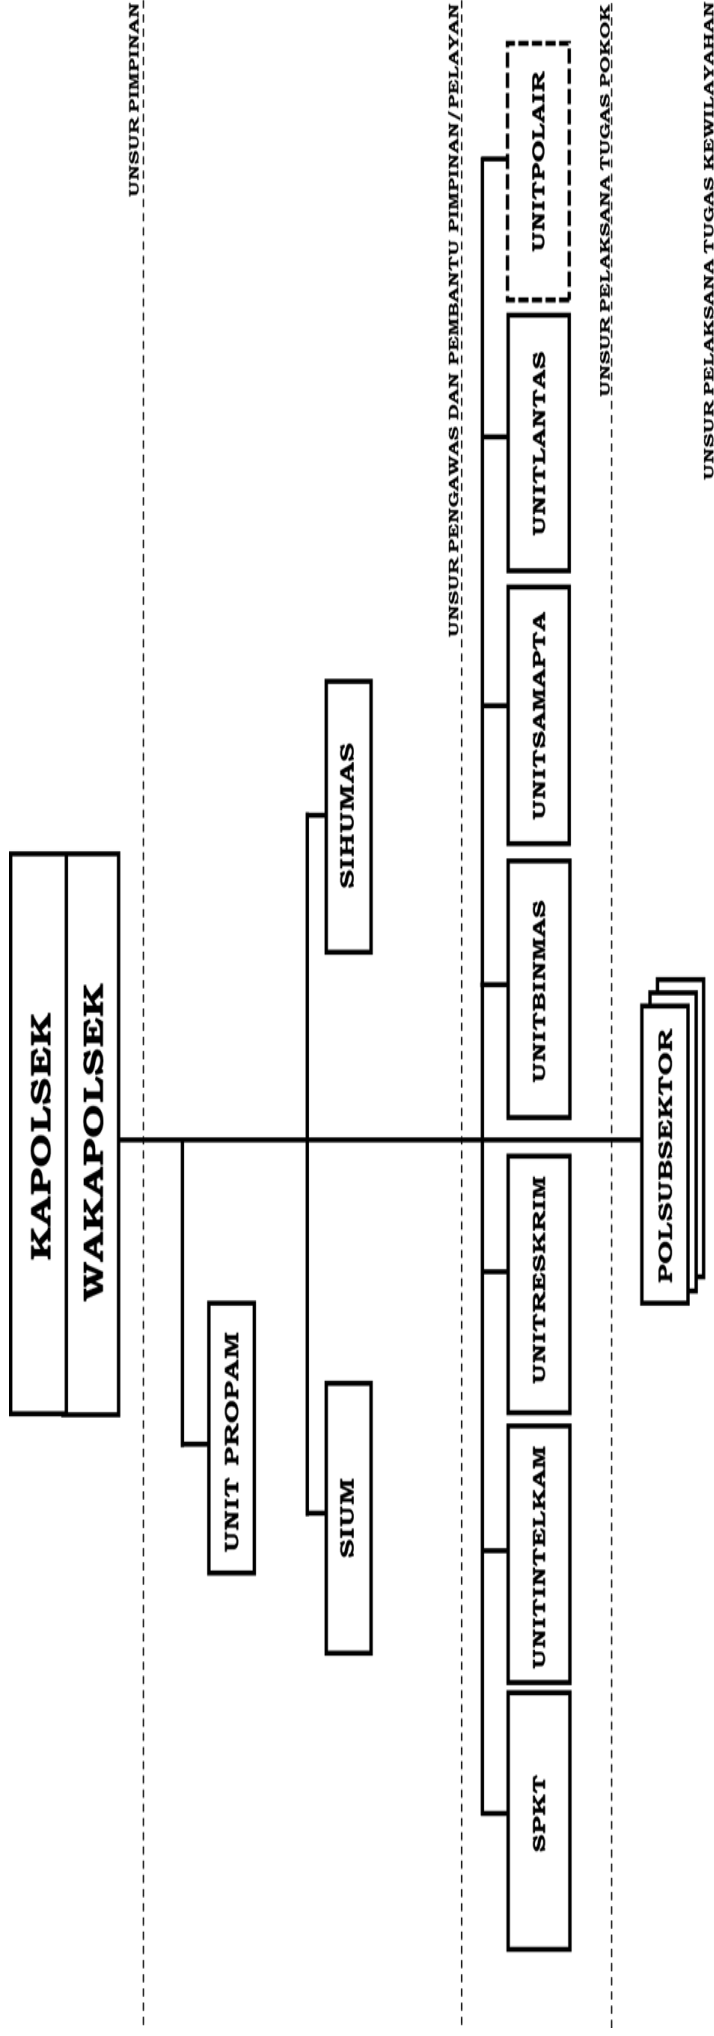 KAPOLSEK
WAKAPOLSEK
UNSUR PIMPINAN
UNIT PROPAM
SIUM
SIHUMAS
UNSUR PENGAWAS DAN PEMBANTU PIMPINAN/PELAYAN
SPKT
UNITINTELKAM
UNITRESKRIM
UNITBINMAS
UNITSAMAPTA
UNITLANTAS
UNITPOLAIR
UNSUR PELAKSANA TUGAS POKOK
POLSUBSEKTOR
UNSUR PELAKSANA TUGAS KEWILAYAHAN